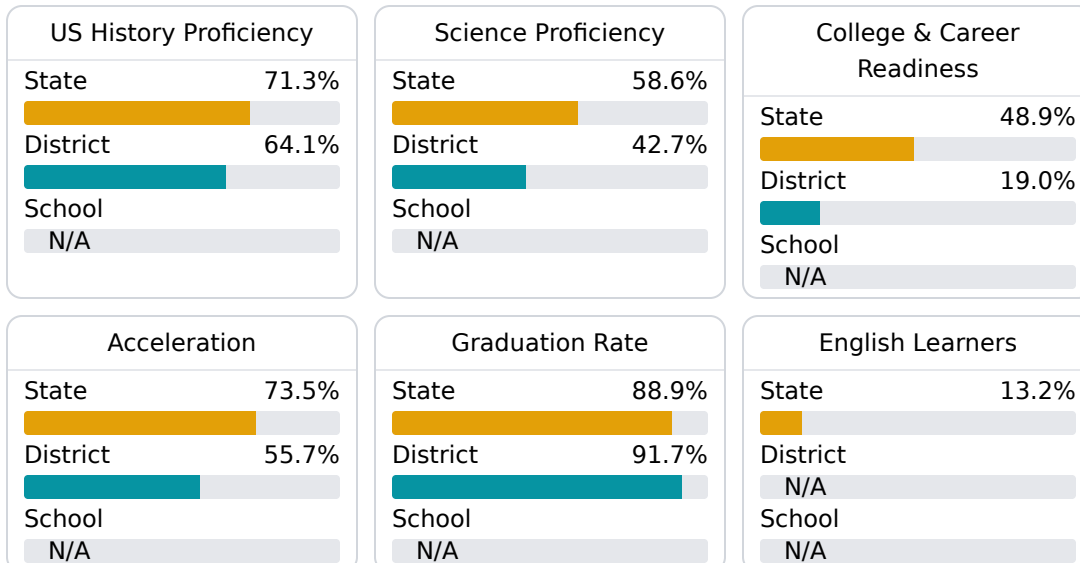 US History Proficiency
State 71.3%
District 64.1%
School
N/A
Science Proficiency
State 58.6%
District 42.7%
School
N/A
College & Career
Readiness
State 48.9%
District 19.0%
School
N/A
Acceleration
State 73.5%
District 55.7%
School
N/A
Graduation Rate
State 88.9%
District 91.7%
School
N/A
English Learners
State 13.2%
District
N/A
School
N/A